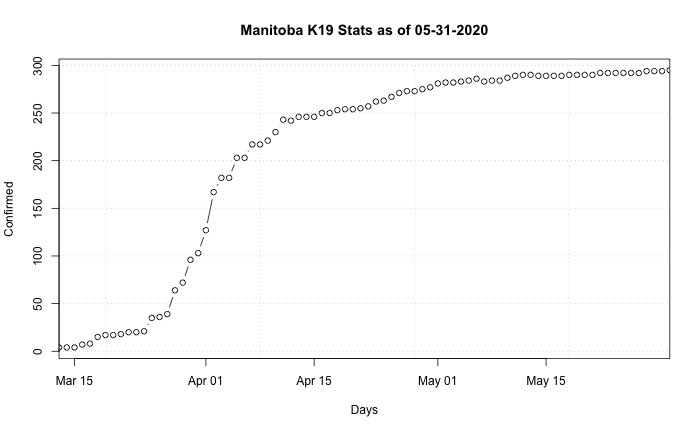 Manitoba K19 Stats as of 05-31-2020
Confirmed
300
250
200
150
100
50
0
Mar 15
Apr 01
Apr 15
May 01
May 15
Days